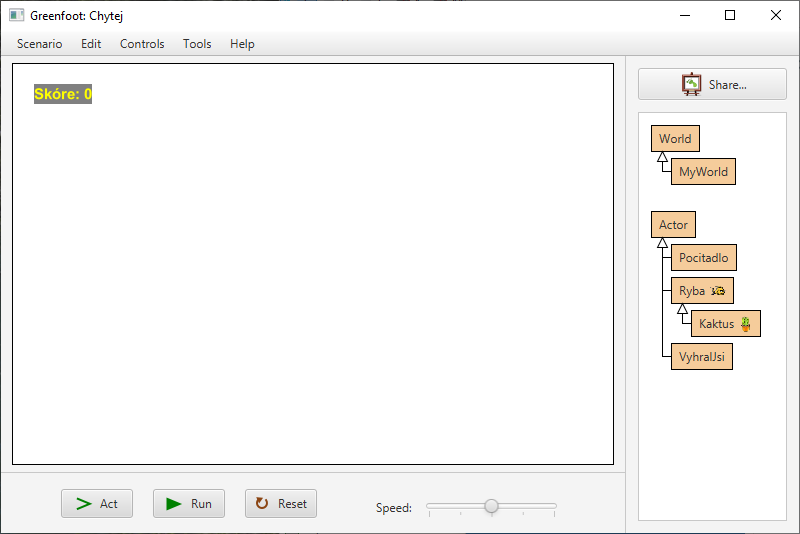 Greenfoot: Chytej
Scenario Edit Controls Tools Help
Skóre: 0
Share...
World
MyWorld
Actor
Pocitadlo
Ryba
Kaktus
VyhralJsi
Act Run Reset Speed: